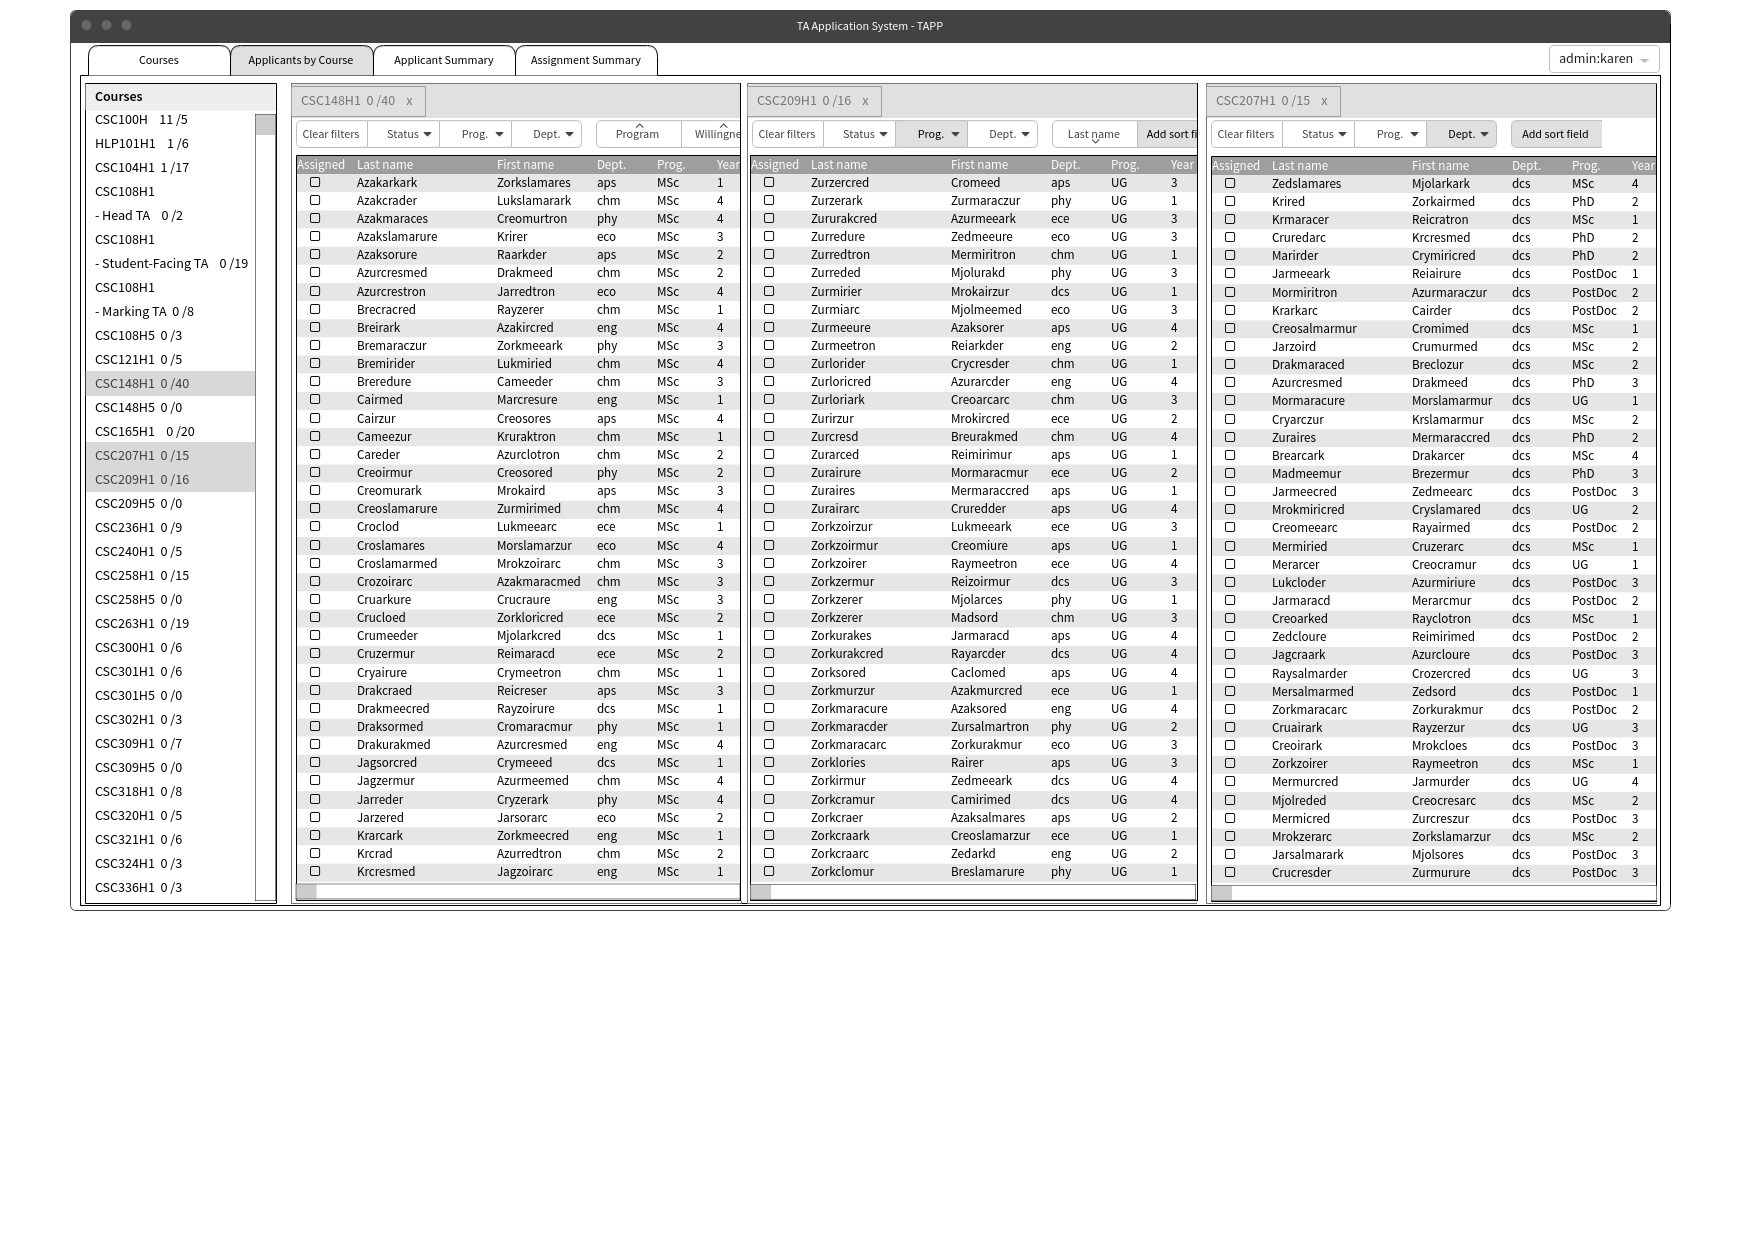 TA Application System - TAPP
Courses
Applicants by Course
Applicant Summary
Assignment Summary
admin:karen
Courses
CSC100H 11 /5
HLP101H1 1 /6
CSC104H1 1 /17
CSC108H1
- Head TA 0 /2
CSC108H1
- Student-Facing TA 0 /19
CSC108H1
- Marking TA 0 /8
CSC108H5 0 /3
CSC121H1 0 /5
CSC148H1 0 /40
CSC148H5 0 /0
CSC165H1 0 /20
CSC207H1 0 /15
CSC209H1 0 /16
CSC209H5 0 /0
CSC236H1 0 /9
CSC240H1 0 /5
CSC258H1 0 /15
CSC258H5 0 /0
CSC263H1 0 /19
CSC300H1 0 /6
CSC301H1 0 /6
CSC301H5 0 /0
CSC302H1 0 /3
CSC309H1 0 /7
CSC309H5 0 /0
CSC318H1 0 /8
CSC320H1 0 /5
CSC321H1 0 /6
CSC324H1 0 /3
CSC336H1 0 /3
CSC148H1 0 /40 x
Clear filters Status Prog. Dept. Program Willingne
Assigned Last name First name Dept. Prog. Year
Azakarkark Zorkslamares aps MSc 1
Azakcrader Lukslamarark chm MSc 4
Azakmaraces Creomurtron phy MSc 4
Azakslamarure Krirer eco MSc 3
Azaksorure Raarkder aps MSc 2
Azurcresmed Drakmeed chm MSc 2
Azurcrestron Jarredtron eco MSc 4
Brecracred Rayzerer chm MSc 1
Breirark Azakircred eng MSc 4
Bremaraczur Zorkmeeark phy MSc 3
Bremirider Lukmiried chm MSc 4
Breredure Cameeder chm MSc 3
Cairmed Marcresure eng MSc 1
Cairzur Creosores aps MSc 4
Cameezur Kruraktron chm MSc 1
Careder Azurclotron chm MSc 2
Creoirmur Creosored phy MSc 2
Creomurark Mrokaird aps MSc 3
Creoslamarure Zurmirimed chm MSc 4
Croclod Lukmeearc ece MSc 1
Croslamares Morslamarzur eco MSc 4
Croslamarmed Mrokzoirarc chm MSc 3
Crozoirarc Azakmaracmed chm MSc 3
Cruarkure Crucraure eng MSc 3
Crucloed Zorkloricred ece MSc 2
Crumeeder Mjolarkcred dcs MSc 1
Cruzermur Reimaracd ece MSc 2
Cryairure Crymeetron chm MSc 1
Drakcraed Reicreser aps MSc 3
Drakmeecred Rayzoirure dcs MSc 1
Draksormed Cromaracmur phy MSc 1
Drakurakmed Azurcresmed eng MSc 4
Jagsorcred Crymeeed dcs MSc 1
Jagzermur Azurmeemed chm MSc 4
Jarreder Cryzerark phy MSc 4
Jarzered Jarsorarc eco MSc 2
Krarcark Zorkmeecred eng MSc 1
Krcrad Azurredtron chm MSc 2
Krcresmed Jagzoirarc eng MSc 1
CSC209H1 0 /16 x
Clear filters Status Prog. Dept. Last name Add sort fi
Assigned Last name First name Dept. Prog. Year
Zurzercred Cromeed aps UG 3
Zurzerark Zurmaraczur phy UG 1
Zururakcred Azurmeeark ece UG 3
Zurredure Zedmeeure eco UG 3
Zurredtron Mermiritron chm UG 1
Zurreded Mjolurakd phy UG 3
Zurmirier Mrokairzur dcs UG 1
Zurmiarc Mjolmeemed eco UG 3
Zurmeeure Azaksorer aps UG 4
Zurmeetron Reiarkder eng UG 2
Zurlorider Crycresder chm UG 1
Zurloricred Azurarcder eng UG 4
Zurloriark Creoarcarc chm UG 3
Zurirzur Mrokircred ece UG 2
Zurcresd Breurakmed chm UG 4
Zurarced Reimirimur aps UG 1
Zurairure Mormaracmur ece UG 2
Zuraires Mermaraccred aps UG 1
Zurairarc Cruredder aps UG 4
Zorkzoirzur Lukmeeark ece UG 3
Zorkzoirmur Creomiure aps UG 1
Zorkzoirer Raymeetron ece UG 4
Zorkzermur Reizoirmur dcs UG 3
Zorkzerer Mjolarces phy UG 1
Zorkzerer Madsord chm UG 3
Zorkurakes Jarmaracd aps UG 4
Zorkurakcred Rayarcder dcs UG 4
Zorksored Caclomed aps UG 4
Zorkmurzur Azakmurcred ece UG 1
Zorkmaracure Azaksored eng UG 4
Zorkmaracder Zursalmartron phy UG 2
Zorkmaracarc Zorkurakmur eco UG 3
Zorklories Rairer aps UG 3
Zorkirmur Zedmeeark dcs UG 4
Zorkcramur Camirimed dcs UG 4
Zorkcraer Azaksalmares aps UG 2
Zorkcraark Creoslamarzur ece UG 1
Zorkcraarc Zedarkd eng UG 2
Zorkclomur Breslamarure phy UG 1
CSC207H1 0 /15 x
Clear filters Status Prog. Dept. Add sort field
Assigned Last name First name Dept. Prog. Year
Zedslamares Mjolarkark dcs MSc 4
Krired Zorkairmed dcs PhD 2
Krmaracer Reicratron dcs MSc 1
Cruredarc Krcresmed dcs PhD 2
Marirder Crymiricred dcs PhD 2
Jarmeeark Reiairure dcs PostDoc 1
Mormiritron Azurmaraczur dcs PostDoc 2
Krarkarc Cairder dcs PostDoc 2
Creosalmarmur Cromimed dcs MSc 1
Jarzoird Crumurmed dcs MSc 2
Drakmaraced Breclozur dcs MSc 2
Azurcresmed Drakmeed dcs PhD 3
Mormaracure Morslamarmur dcs UG 1
Cryarczur Krslamarmur dcs MSc 2
Zuraires Mermaraccred dcs PhD 2
Brearcark Drakarcer dcs MSc 4
Madmeemur Brezermur dcs PhD 3
Jarmeecred Zedmeearc dcs PostDoc 3
Mrokmiricred Cryslamared dcs UG 2
Creomeearc Rayairmed dcs PostDoc 2
Mermiried Cruzerarc dcs MSc 1
Merarcer Creocramur dcs UG 1
Lukcloder Azurmiriure dcs PostDoc 3
Jarmaracd Merarcmur dcs PostDoc 2
Creoarked Rayclotron dcs MSc 1
Zedcloure Reimirimed dcs PostDoc 2
Jagcraark Azurcloure dcs PostDoc 3
Raysalmarder Crozercred dcs UG 3
Mersalmarmed Zedsord dcs PostDoc 1
Zorkmaracarc Zorkurakmur dcs PostDoc 2
Cruairark Rayzerzur dcs UG 3
Creoirark Mrokcloes dcs PostDoc 3
Zorkzoirer Raymeetron dcs MSc 1
Mermurcred Jarmurder dcs UG 4
Mjolreded Creocresarc dcs MSc 2
Mermicred Zurcreszur dcs PostDoc 3
Mrokzerarc Zorkslamarzur dcs MSc 2
Jarsalmarark Mjolsores dcs PostDoc 3
Crucresder Zurmurure dcs PostDoc 3